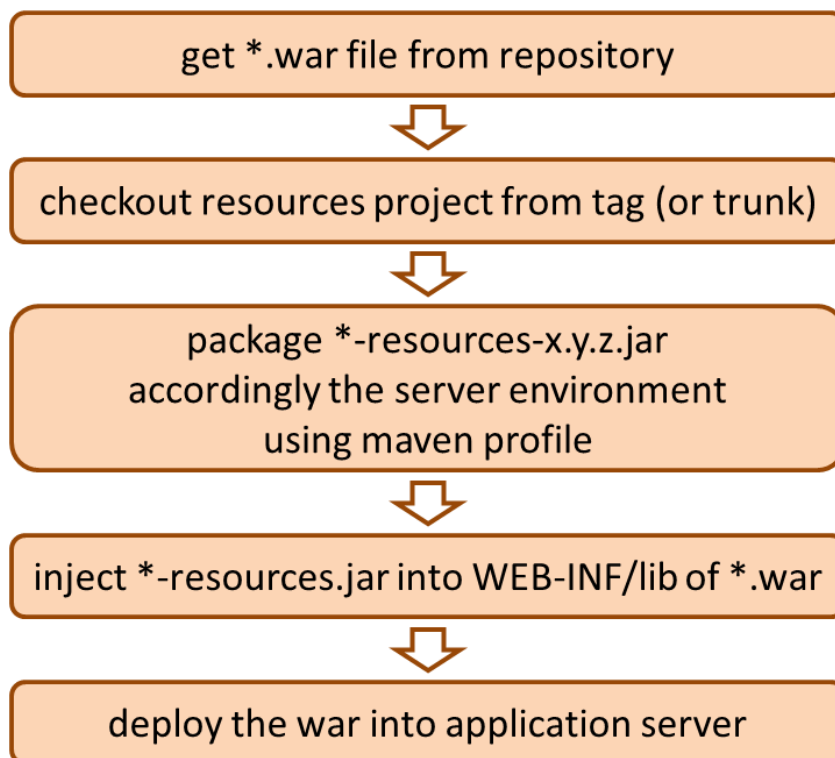 get *.war file from repository
checkout resources project from tag (or trunk)
package *-resources-x.y.z.jar
accordingly the server environment
using maven profile
inject *-resources.jar into WEB-INF/lib of *.war
deploy the war into application server